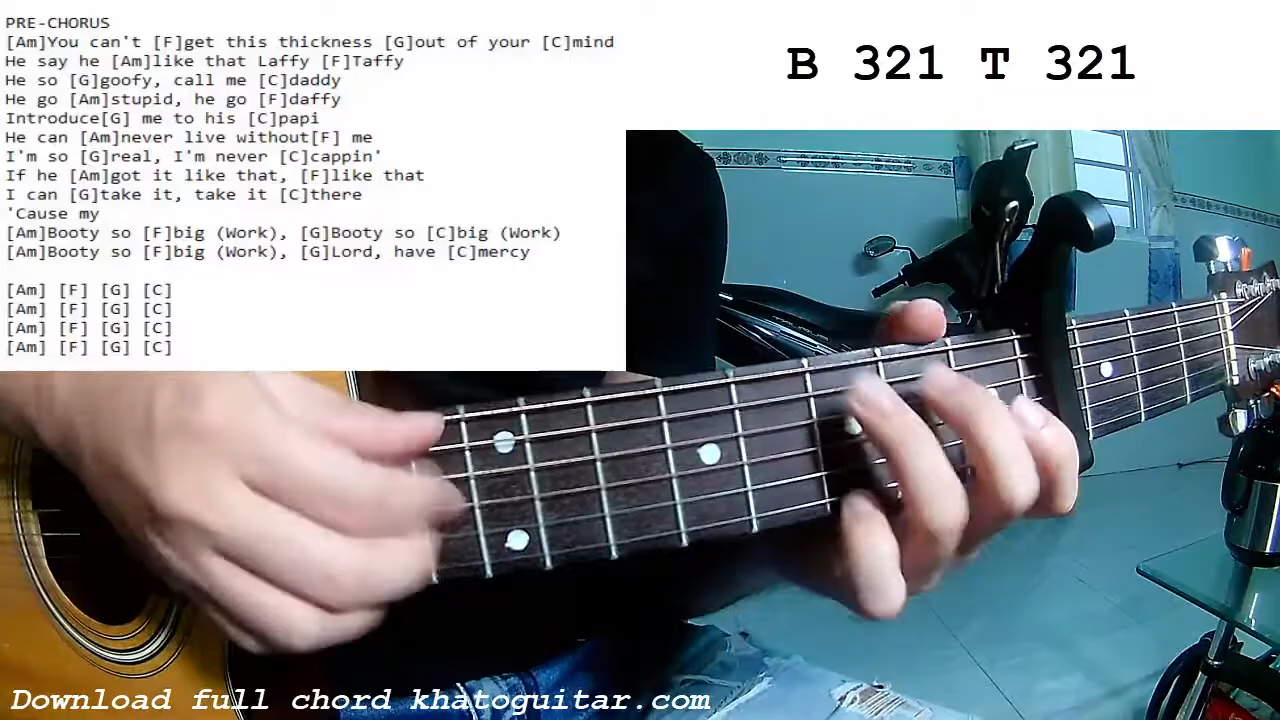 PRE-CHORUS
[Am]You can't [F]get this thickness [G]out of your [C]mind
He say he [Am]like that Laffy [F]Taffy
He so [G]goofy, call me [C]daddy
He go [Am]stupid, he go [F]daffy
Introduce[G] me to his [C]papi
He can [Am]never live without[F] me
I'm so [G]real, I'm never [C]cappin'
If he [Am]got it like that, [F]like that
I can [G]take it, take it [C]there
'Cause my
[Am]Booty so [F]big (Work), [G]Booty so [C]big (Work)
[Am]Booty so [F]big (Work), [G]Lord, have [C]mercy
[Am] [F] [G] [C]
[Am] [F] [G] [C]
[Am] [F] [G] [C]
[Am] [F] [G] [C]
B 321 T 321
Download full chord khatoguitar.com